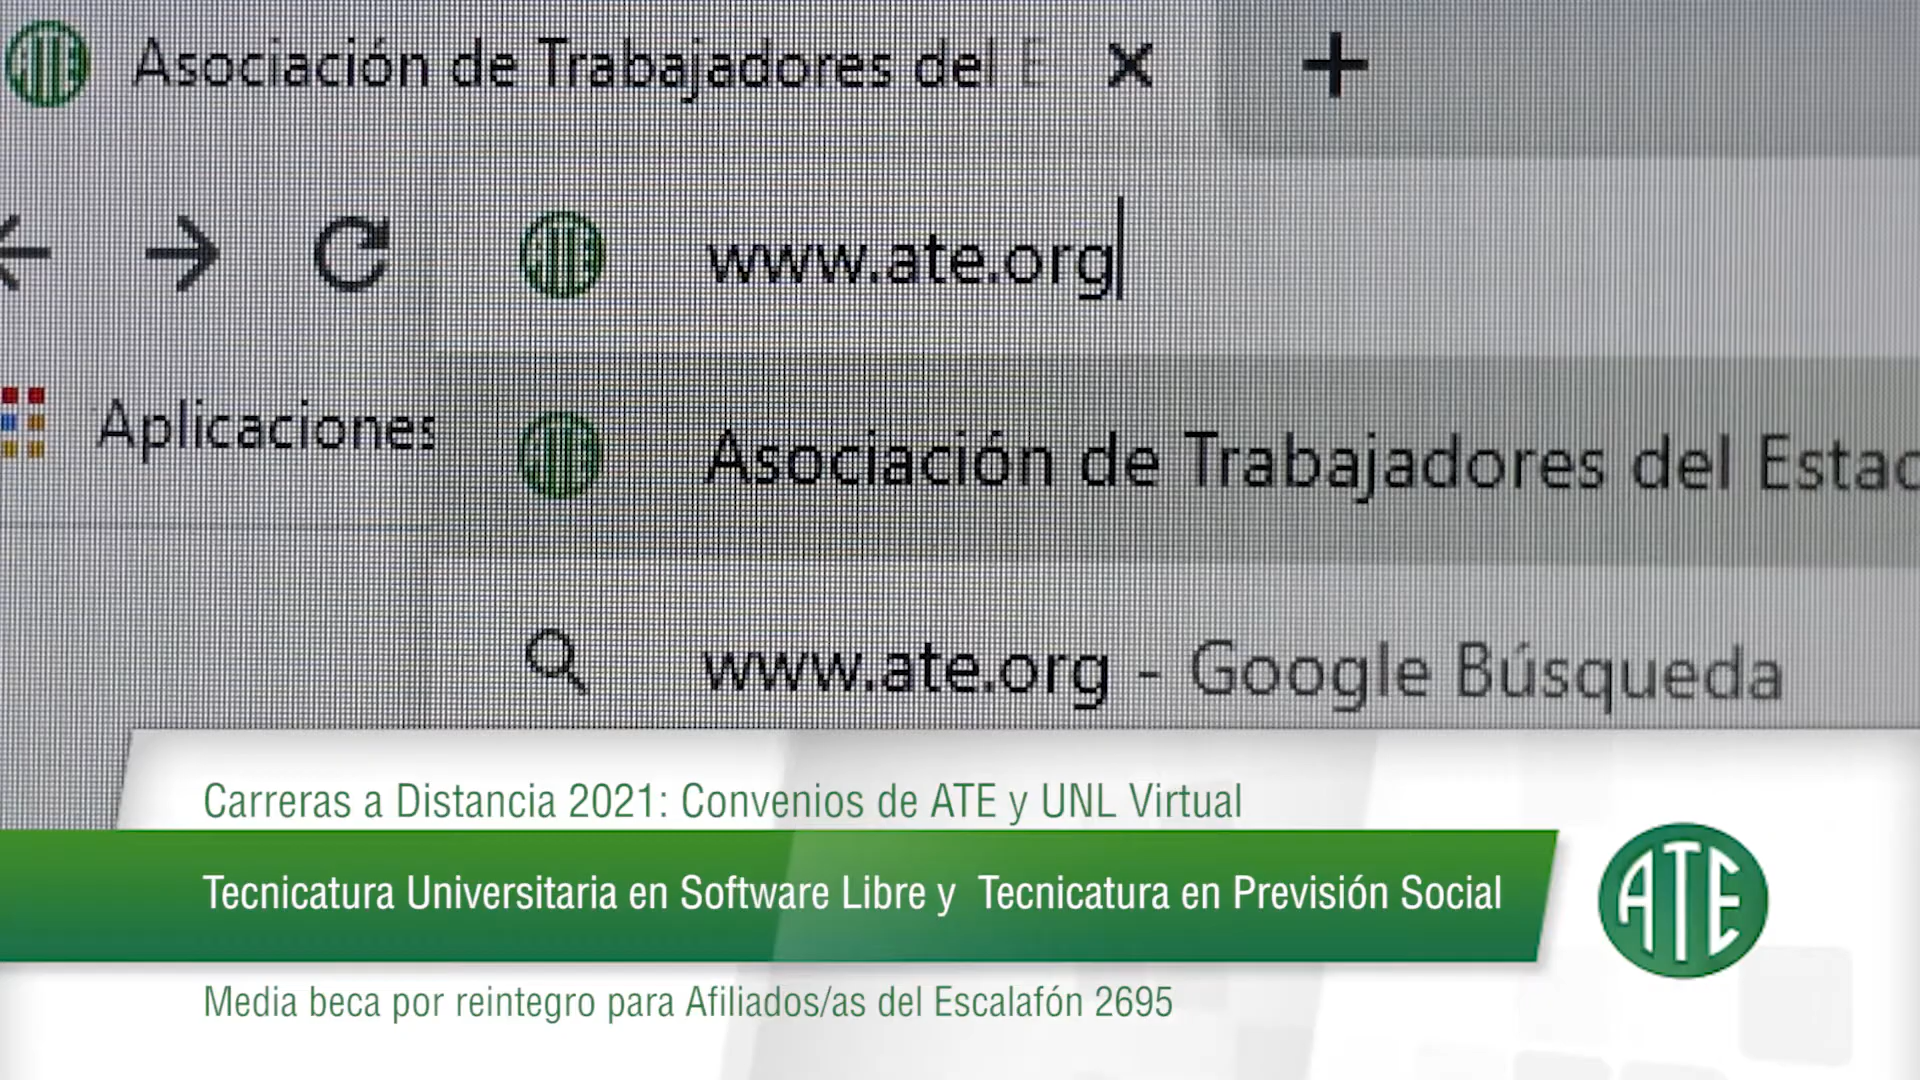 ATE Asociación de Trabajadores del E
www.ate.org
Aplicaciones
Asociación de Trabajadores del Estad
www.ate.org - Google Búsqueda
Carreras a Distancia 2021: Convenios de ATE y UNL Virtual
Tecnicatura Universitaria en Software Libre y Tecnicatura en Previsión Social
ATE
Media beca por reintegro para Afiliados/as del Escalafón 2695